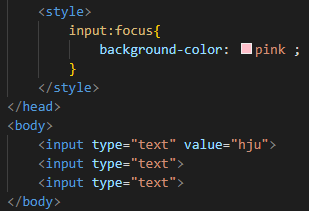 <style>
input:focus{
background-color: pink ;
}
</style>
</head>
<body>
<input type="text" value="hju">
<input type="text">
<input type="text">
</body>